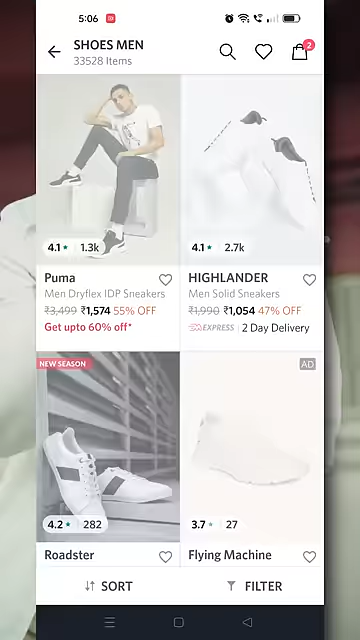 5:06
SHOES MEN
33528 Items
2
4.1 ★ | 1.3k
4.1 ★ | 2.7k
Puma
Men Dryflex IDP Sneakers
₹3,499 ₹1,574 55% OFF
Get upto 60% off*
HIGHLANDER
Men Solid Sneakers
₹1,990 ₹1,054 47% OFF
EXPRESS | 2 Day Delivery
NEW SEASON
AD
4.2 ★ | 282
3.7 ★ | 27
Roadster
Flying Machine
SORT
FILTER